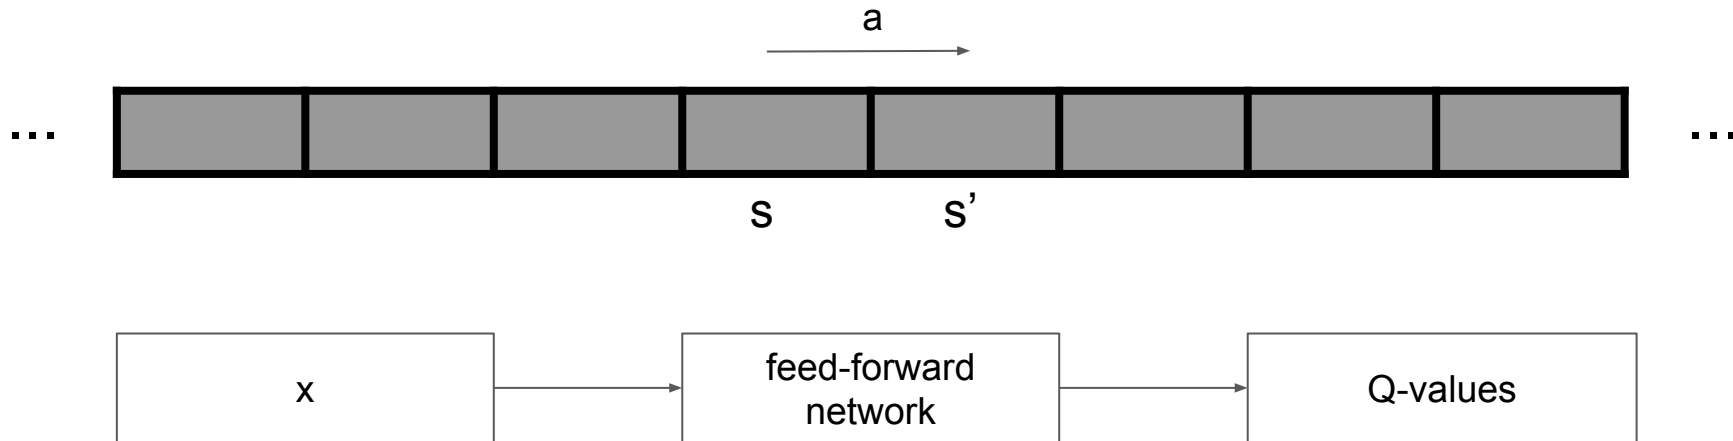 a
...
...
s
s’
x
feed-forward
network
Q-values